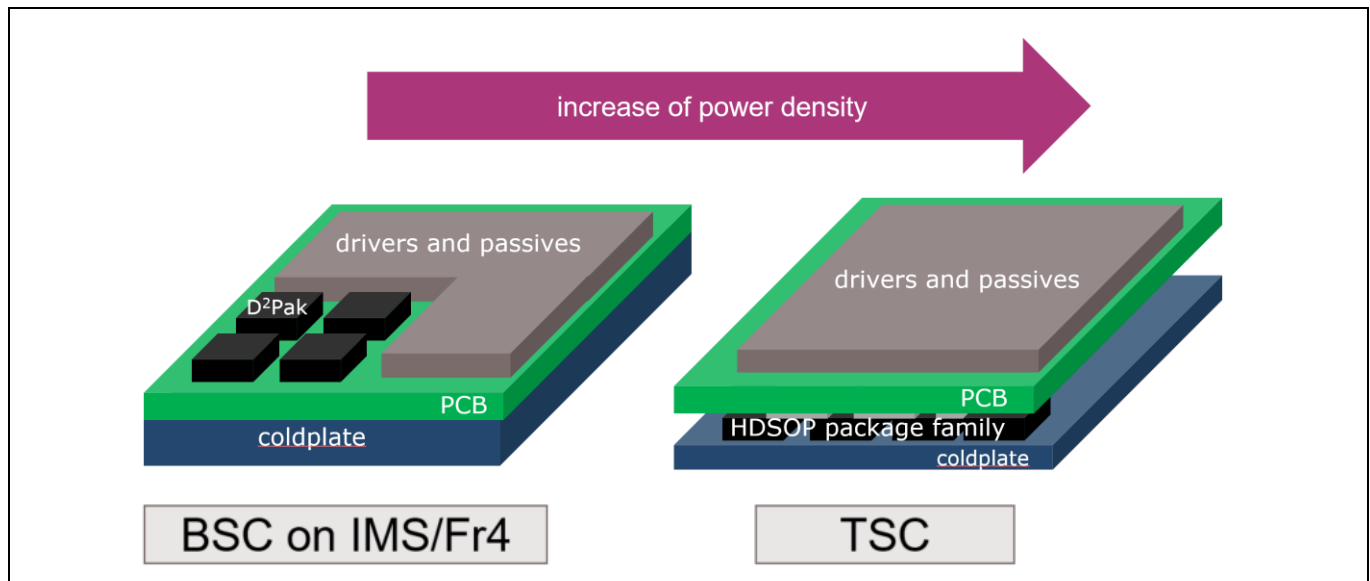 increase of power density
drivers and passives
D²Pak
PCB
coldplate
BSC on IMS/Fr4
drivers and passives
PCB
HDSOP package family
coldplate
TSC